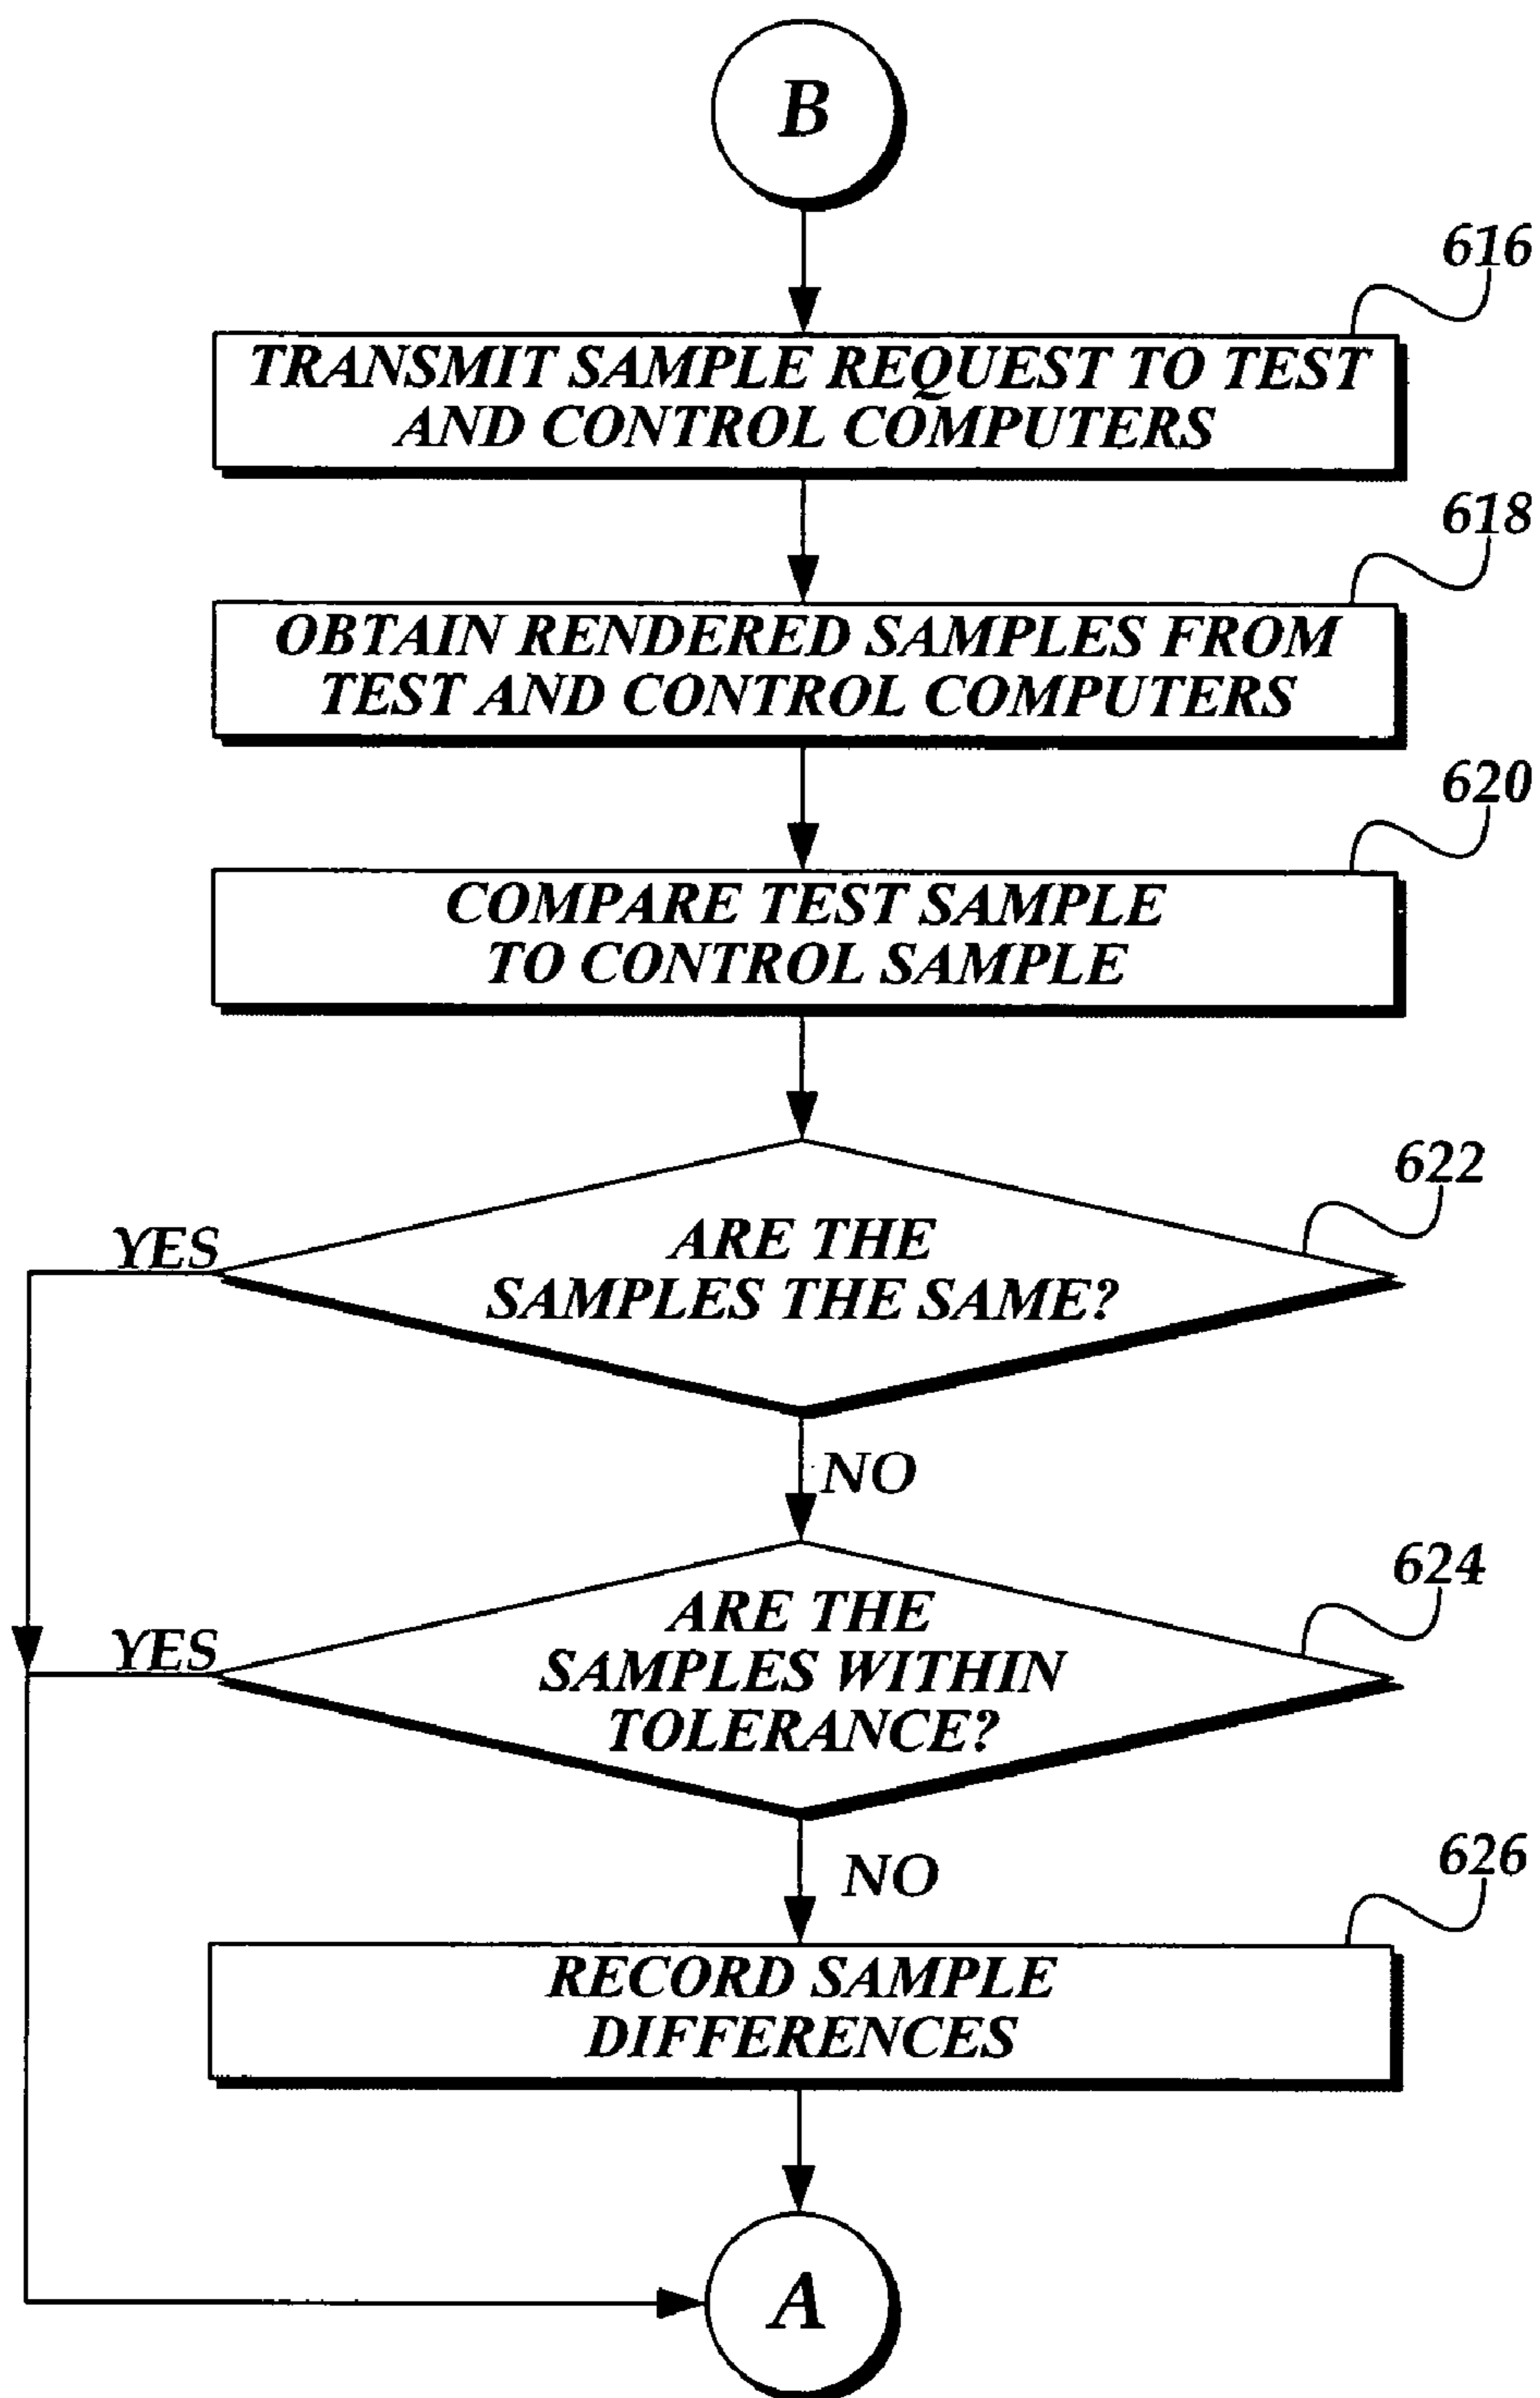 B
616
TRANSMIT SAMPLE REQUEST TO TEST
AND CONTROL COMPUTERS
618
OBTAIN RENDERED SAMPLES FROM
TEST AND CONTROL COMPUTERS
620
COMPARE TEST SAMPLE
TO CONTROL SAMPLE
622
YES
ARE THE
SAMPLES THE SAME?
NO
624
YES
ARE THE
SAMPLES WITHIN
TOLERANCE?
NO
626
RECORD SAMPLE
DIFFERENCES
A